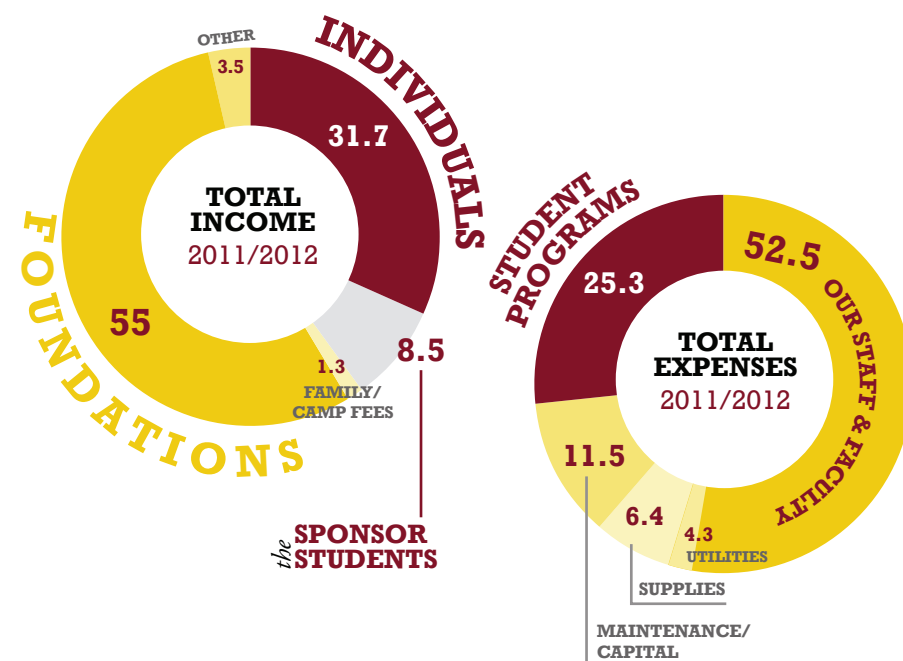 OTHER
3.5
INDIVIDUALS
31.7
TOTAL
INCOME
2011/2012
FOUNDATIONS
55
1.3
FAMILY/
CAMP FEES
8.5
the SPONSOR
STUDENTS
STUDENT
PROGRAMS
25.3
52.5
OUR STAFF & FACULTY
TOTAL
EXPENSES
2011/2012
11.5
6.4
4.3
UTILITIES
SUPPLIES
MAINTENANCE/
CAPITAL